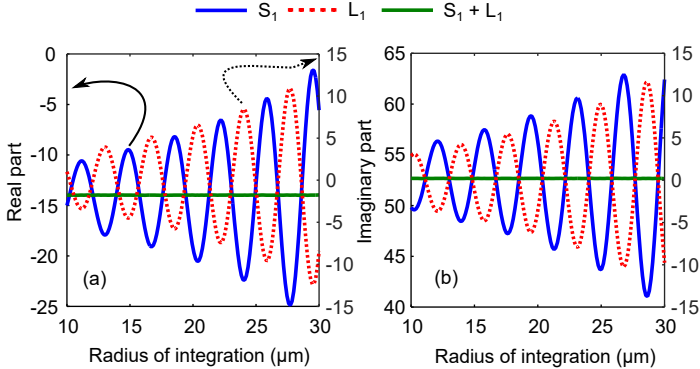 S₁ L₁ S₁ + L₁
0 15 65 15
-5 10 60 10
5 5
-10 55
0 0
-15 50
-5 -5
-20 45
-10 -10
-25 -15 40 -15
Real part
Imaginary part
(a) (b)
10 15 20 25 30 10 15 20 25 30
Radius of integration (μm) Radius of integration (μm)